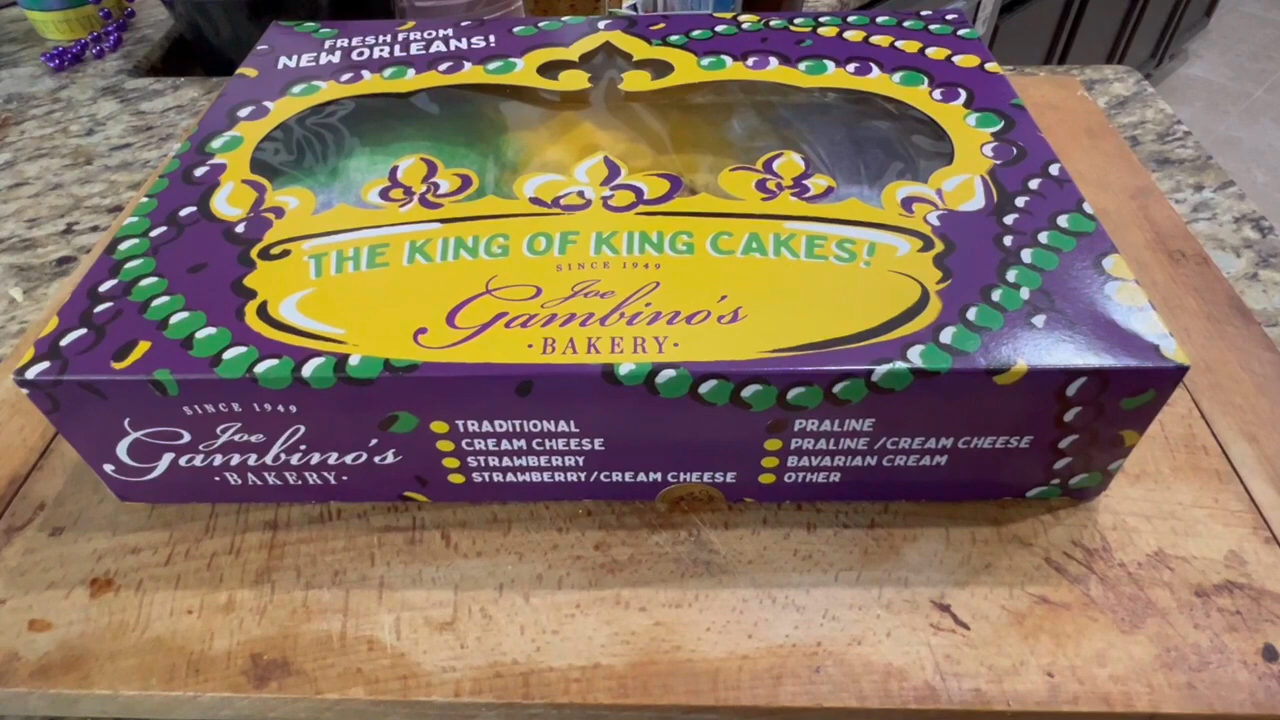 FRESH FROM
NEW ORLEANS!
THE KING OF KING CAKES!
SINCE 1949
Joe
Gambino's
·BAKERY·
SINCE 1949
Joe
Gambino's
·BAKERY·
TRADITIONAL
CREAM CHEESE
STRAWBERRY
STRAWBERRY/CREAM CHEESE
PRALINE
PRALINE /CREAM CHEESE
BAVARIAN CREAM
OTHER